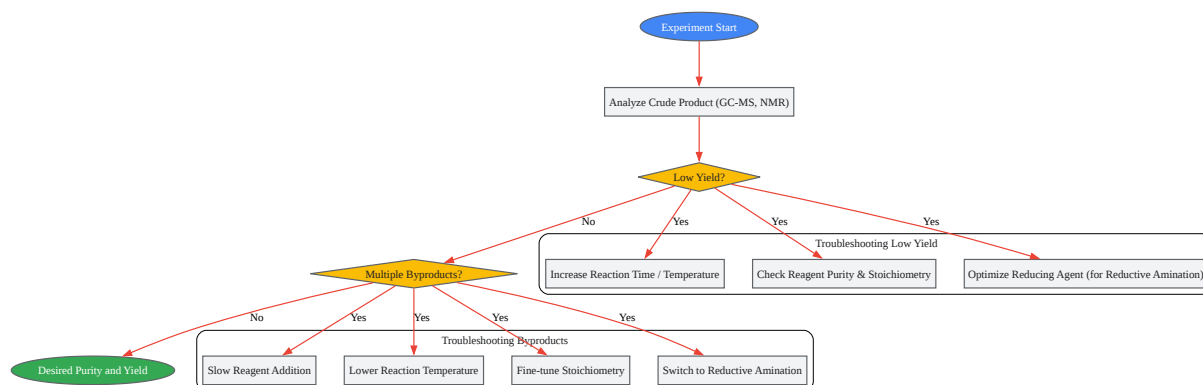 Experiment Start
Analyze Crude Product (GC-MS, NMR)
Low Yield?
No
Yes
Yes
Yes
Troubleshooting Low Yield
Multiple Byproducts?
Increase Reaction Time / Temperature
Check Reagent Purity & Stoichiometry
Optimize Reducing Agent (for Reductive Amination)
No
Yes
Yes
Yes
Yes
Troubleshooting Byproducts
Desired Purity and Yield
Slow Reagent Addition
Lower Reaction Temperature
Fine-tune Stoichiometry
Switch to Reductive Amination